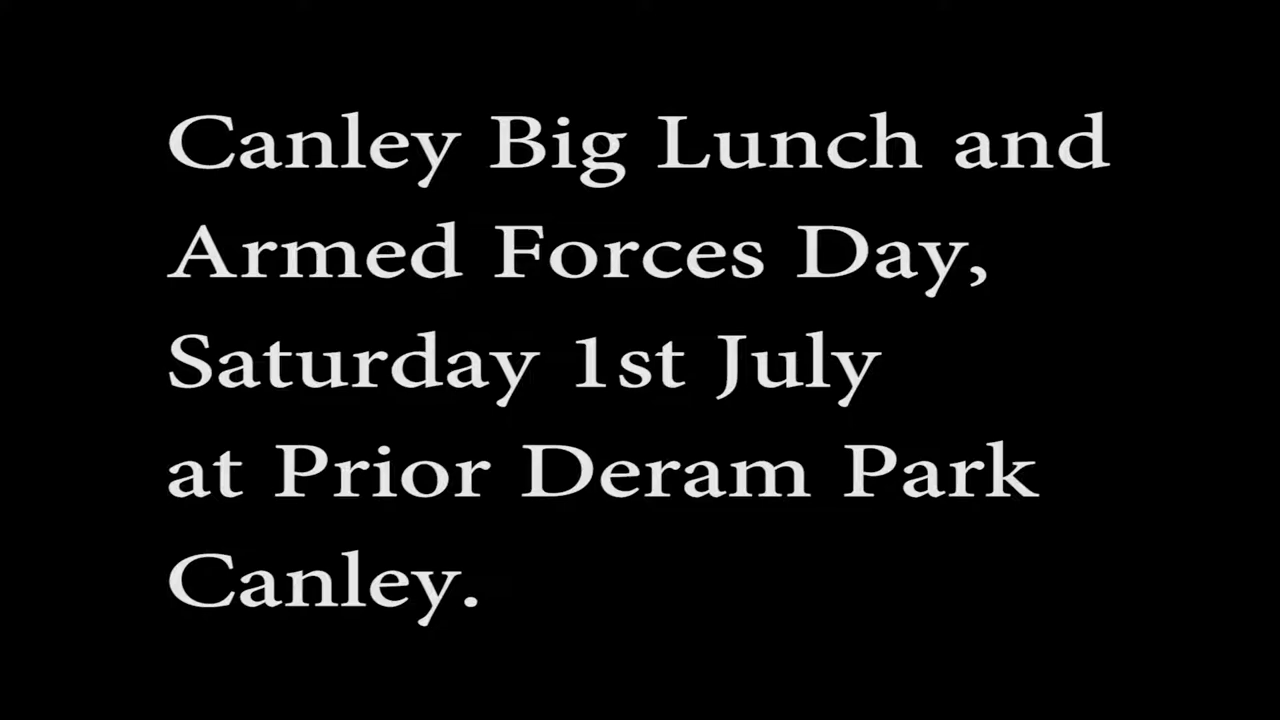 Canley Big Lunch and
Armed Forces Day,
Saturday 1st July
at Prior Deram Park
Canley.